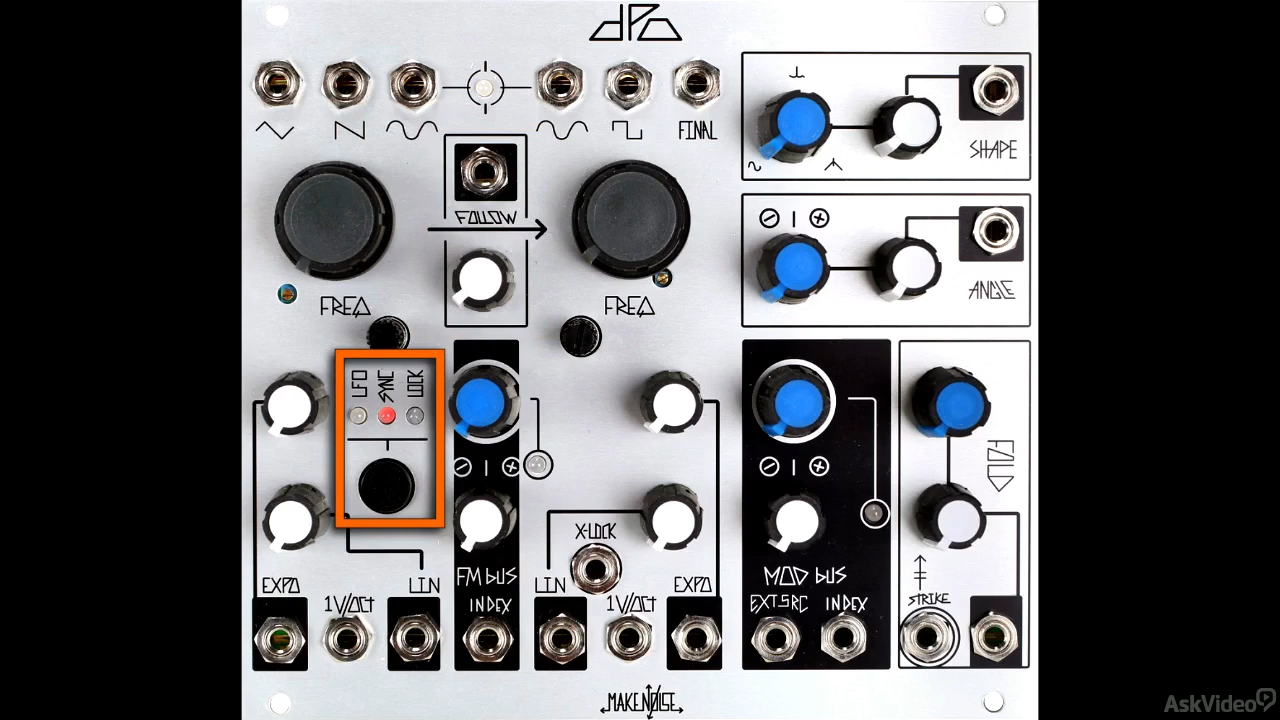 dPO
FINAL
SHAPE
FOLLOW
ANGLE
FREQ
FREQ
LFO
SYNC
LOCK
FOLD
X-LOCK
EXPO
LIN
FM bUS
LIN
EXPO
MOD bUS
1V/Oct
INDEX
1V/Oct
EXT.SRC
INDEX
STRIKE
MAKENOISE
AskVideo